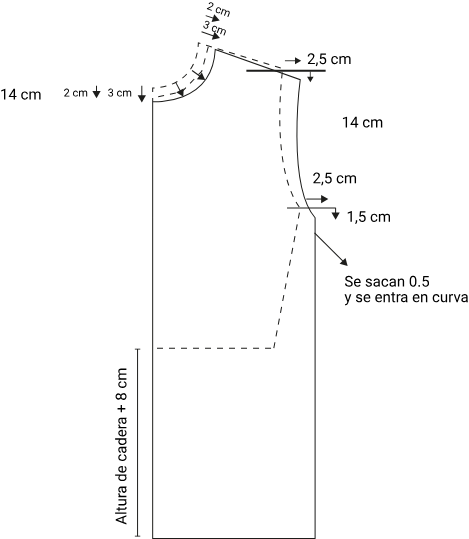 2 cm
3 cm
2,5 cm
14 cm
2 cm
3 cm
14 cm
2,5 cm
1,5 cm
Se sacan 0.5
y se entra en curva
Altura de cadera + 8 cm